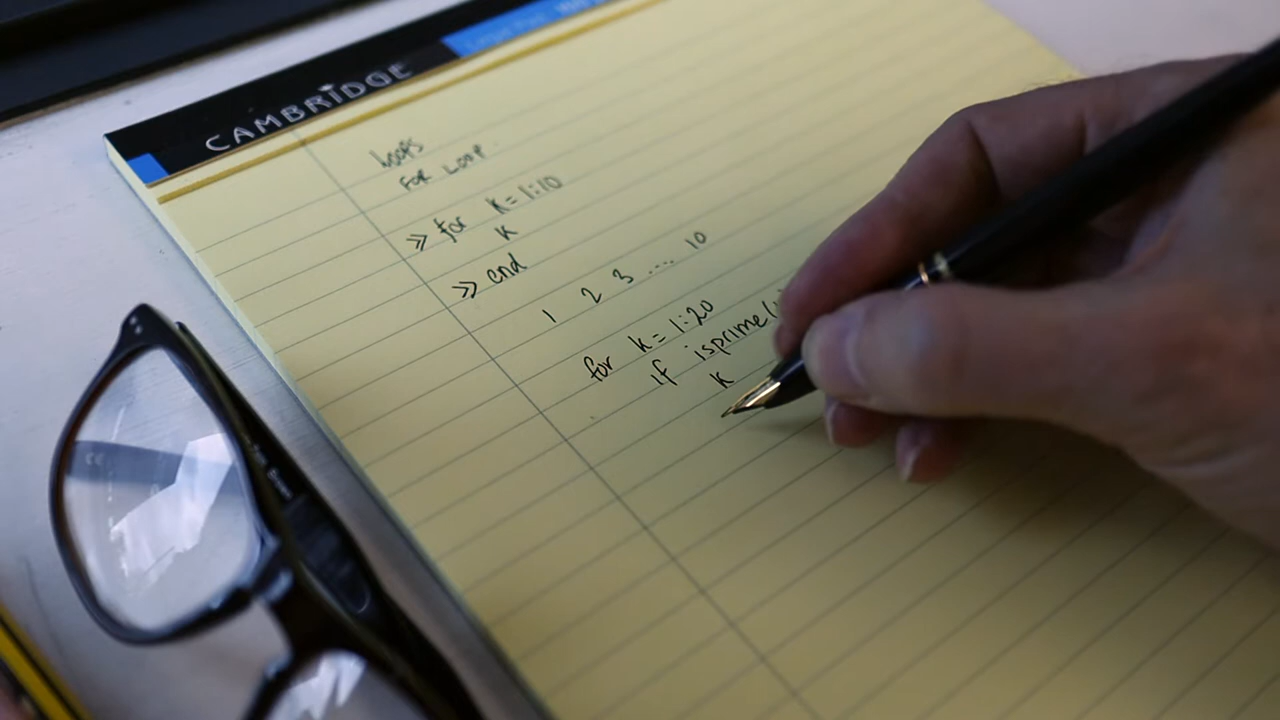 CAMBRIDGE
loops
FOR LOOP
>> for k=1:10
k
>> end
1 2 3 .... 10
for k=1:20
if isprime(
k